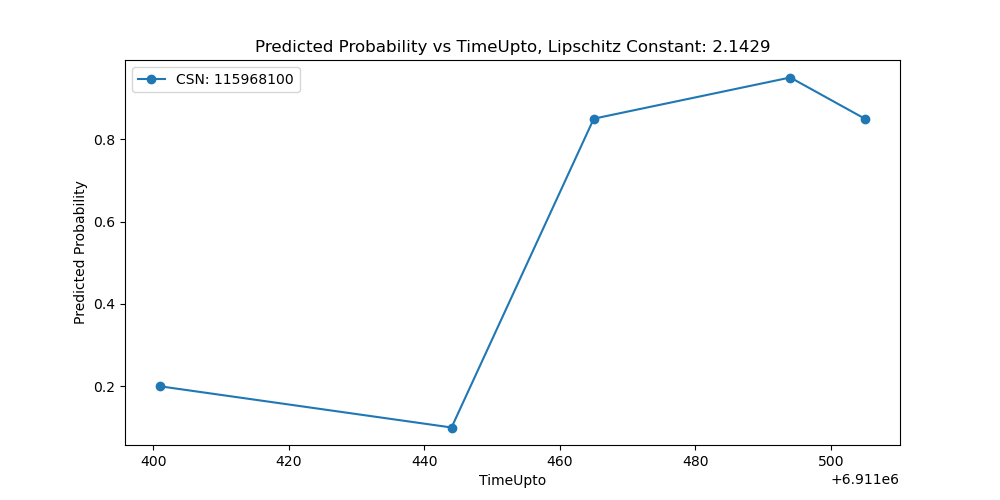 Predicted Probability vs TimeUpto, Lipschitz Constant: 2.1429
CSN: 115968100
Predicted Probability
0.8
0.6
0.4
0.2
400 420 440 460 480 500
TimeUpto
+6.911e6